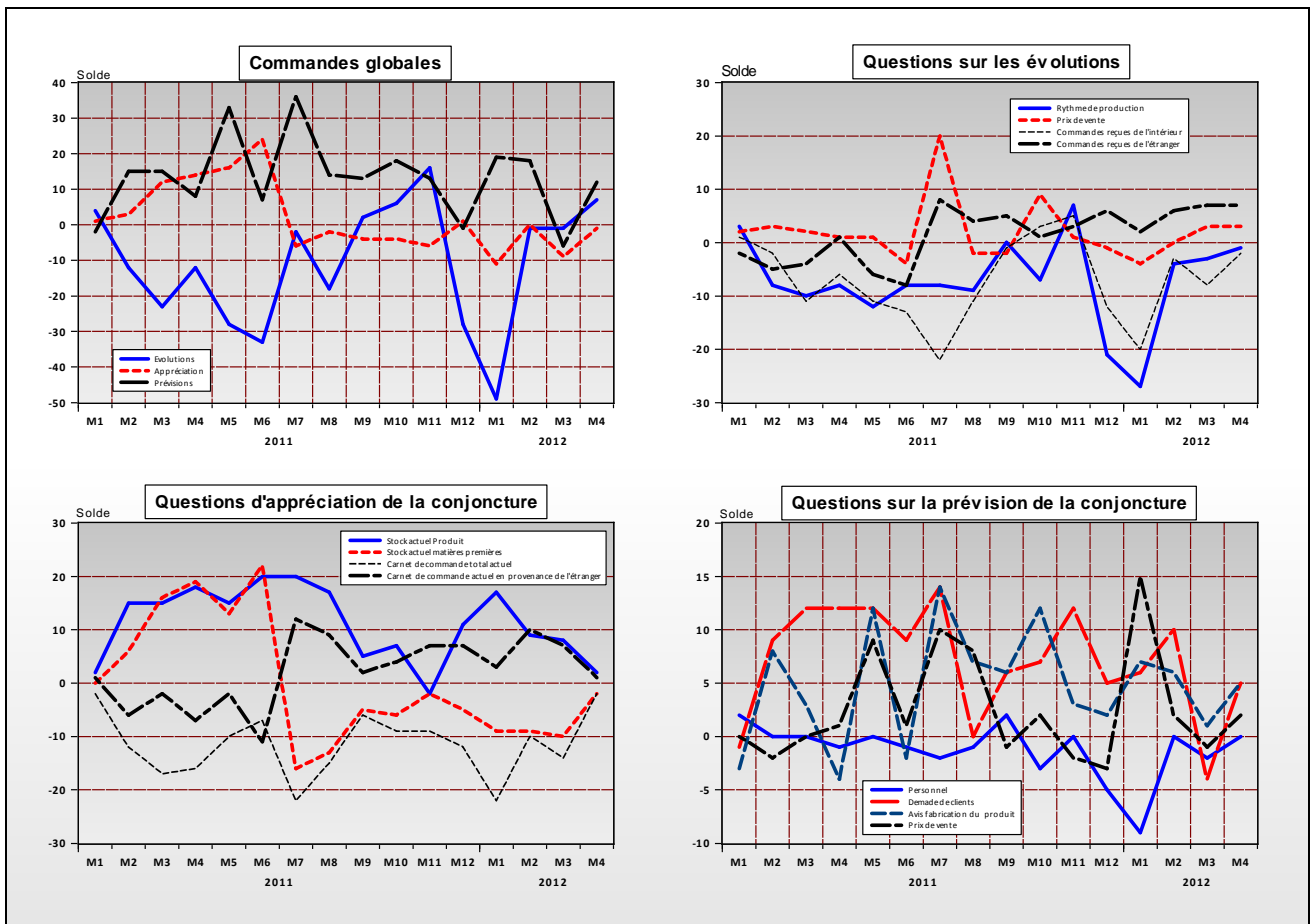 Commandes globales
Solde
40
30
20
10
0
-10
-20
-30
-40
-50
Evolutions
Appréciation
Prévisions
M1 M2 M3 M4 M5 M6 M7 M8 M9 M10 M11 M12 M1 M2 M3 M4
2011 2012
Questions sur les évolutions
Solde
30
20
10
0
-10
-20
-30
Rythme de production
Prix de vente
Commandes reçues de l'intérieur
Commandes reçues de l'étranger
M1 M2 M3 M4 M5 M6 M7 M8 M9 M10 M11 M12 M1 M2 M3 M4
2011 2012
Questions d'appréciation de la conjoncture
Solde
30
20
10
0
-10
-20
-30
Stock actuel Produit
Stock actuel matières premières
Carnet de commande total actuel
Carnet de commande actuel en provenance de l'étranger
M1 M2 M3 M4 M5 M6 M7 M8 M9 M10 M11 M12 M1 M2 M3 M4
2011 2012
Questions sur la prévision de la conjoncture
Solde
20
15
10
5
0
-5
-10
Personnel
Demade de clients
Avis fabrication du produit
Prix de vente
M1 M2 M3 M4 M5 M6 M7 M8 M9 M10 M11 M12 M1 M2 M3 M4
2011 2012